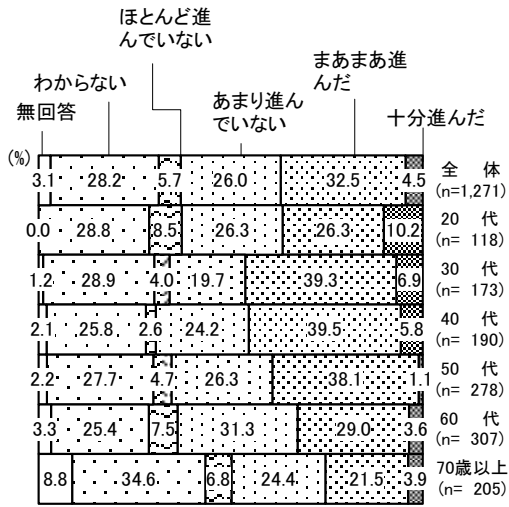 ほとんど進
んでいない
まあまあ進
んだ
わからない
あまり進ん
でいない
無回答
十分進んだ
(%)
3.1 28.2 5.7 26.0 32.5 4.5 全 体
(n=1,271)
0.0 28.8 8.5 26.3 26.3 10.2 20 代
(n= 118)
1.2 28.9 4.0 19.7 39.3 6.9 30 代
(n= 173)
2.1 25.8 2.6 24.2 39.5 5.8 40 代
(n= 190)
2.2 27.7 4.7 26.3 38.1 1.1 50 代
(n= 278)
3.3 25.4 7.5 31.3 29.0 3.6 60 代
(n= 307)
8.8 34.6 6.8 24.4 21.5 3.9 70歳以上
(n= 205)